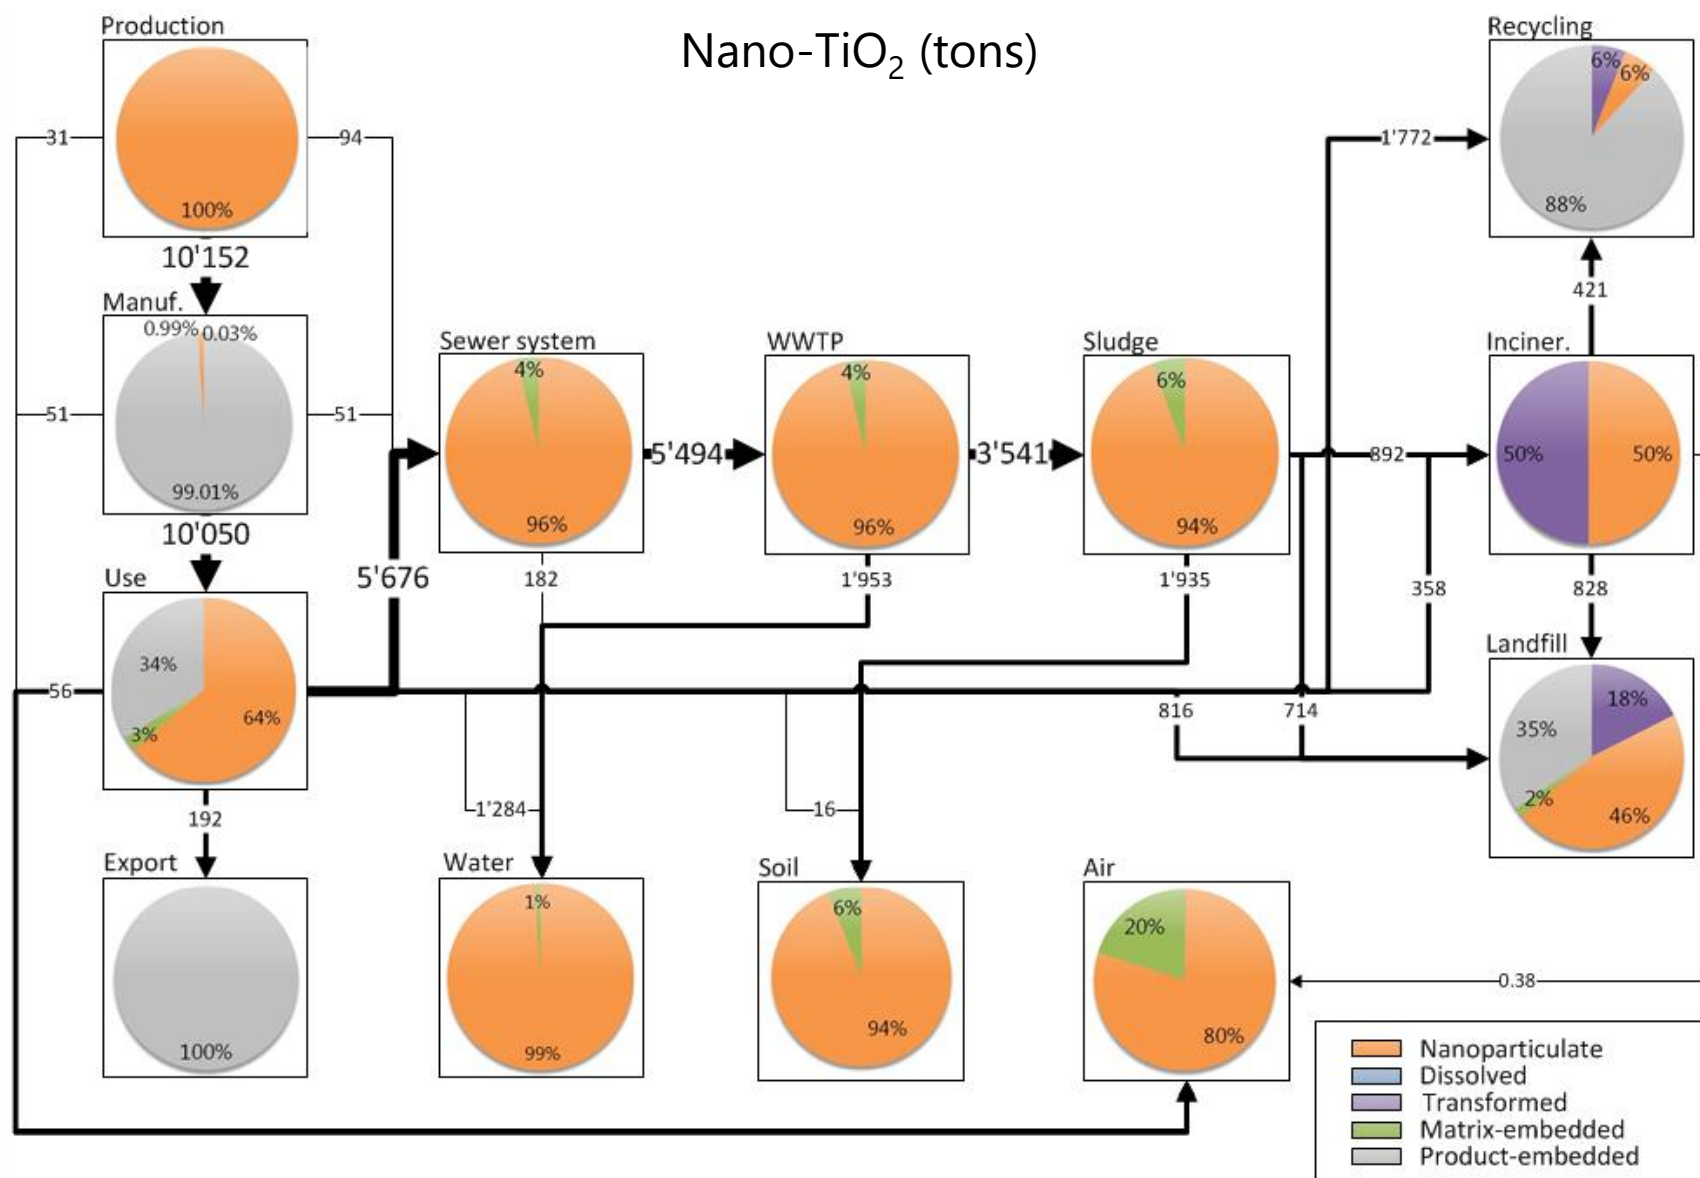 Nano-TiO₂ (tons)
Production
100%
31
94
10'152
Manuf.
0.99%
0.03%
99.01%
51
51
10'050
Use
34%
3%
64%
56
192
Export
100%
5'676
Sewer system
4%
96%
5'494
182
WWTP
4%
96%
3'541
1'953
Sludge
6%
94%
1'935
892
358
714
816
1'772
Recycling
6%
6%
88%
421
Inciner.
50%
50%
828
Landfill
18%
35%
2%
46%
1'284
16
Water
1%
99%
Soil
6%
94%
Air
20%
80%
0.38
Nanoparticulate
Dissolved
Transformed
Matrix-embedded
Product-embedded